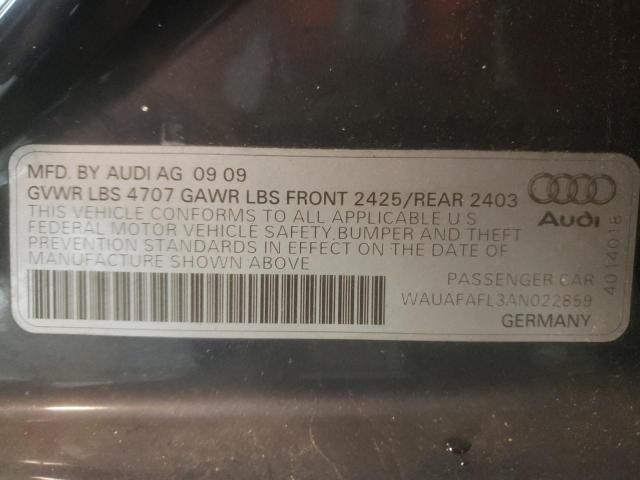 MFD. BY AUDI AG 09 09
GVWR LBS 4707 GAWR LBS FRONT 2425/REAR 2403
THIS VEHICLE CONFORMS TO ALL APPLICABLE U S
FEDERAL MOTOR VEHICLE SAFETY,BUMPER AND THEFT
PREVENTION STANDARDS IN EFFECT ON THE DATE OF
MANUFACTURE SHOWN ABOVE
Audi
PASSENGER CAR
WAUAFAFL3AN022859
GERMANY
4014018